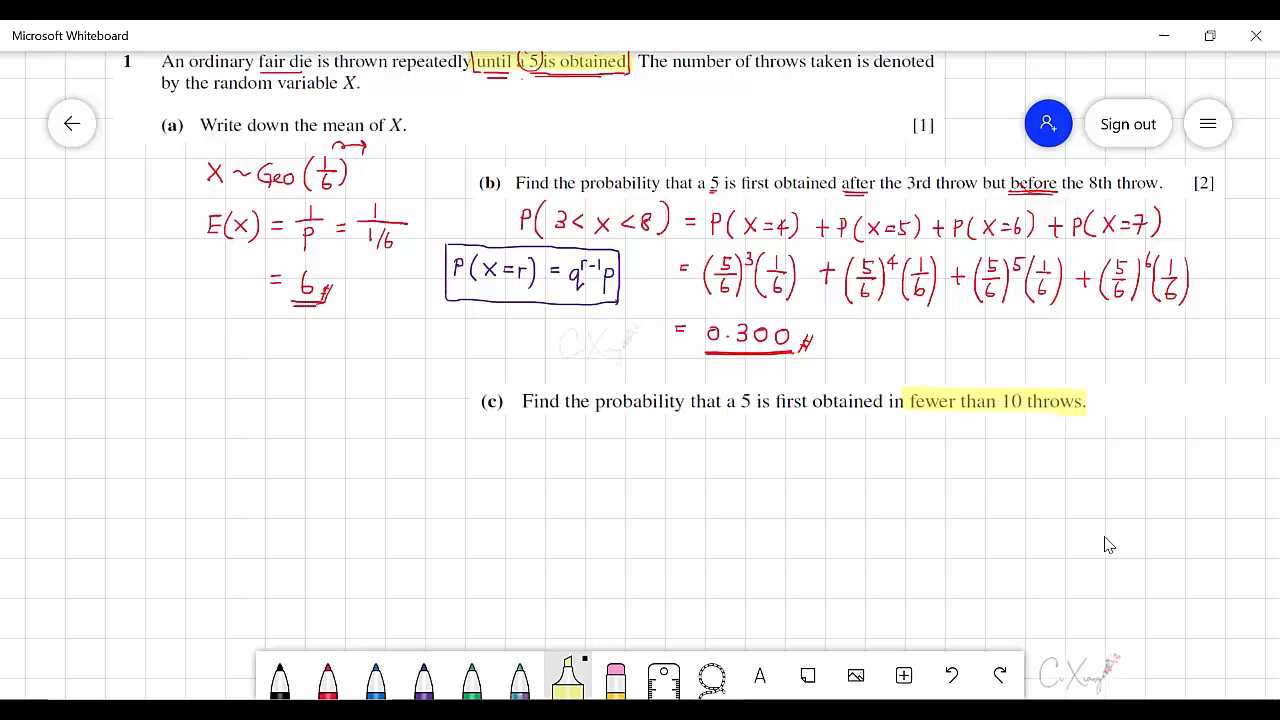 Microsoft Whiteboard
1 An ordinary fair die is thrown repeatedly until a 5 is obtained. The number of throws taken is denoted
by the random variable X.
(a) Write down the mean of X. [1]
Sign out
X ~ Geo (1/6)
E(X) = 1/p = 1/(1/6)
= 6
(b) Find the probability that a 5 is first obtained after the 3rd throw but before the 8th throw. [2]
P(3 < X < 8) = P(X=4) + P(X=5) + P(X=6) + P(X=7)
P(X=r) = q^(r-1) p
= (5/6)^3 (1/6) + (5/6)^4 (1/6) + (5/6)^5 (1/6) + (5/6)^6 (1/6)
= 0.300
(c) Find the probability that a 5 is first obtained in fewer than 10 throws.
A